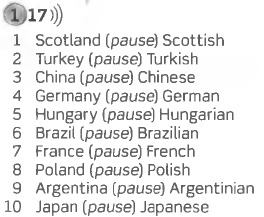 1 17)))
1 Scotland (pause) Scottish
2 Turkey (pause) Turkish
3 China (pause) Chinese
4 Germany (pause) German
5 Hungary (pause) Hungarian
6 Brazil (pause) Brazilian
7 France (pause) French
8 Poland (pause) Polish
9 Argentina (pause) Argentinian
10 Japan (pause) Japanese